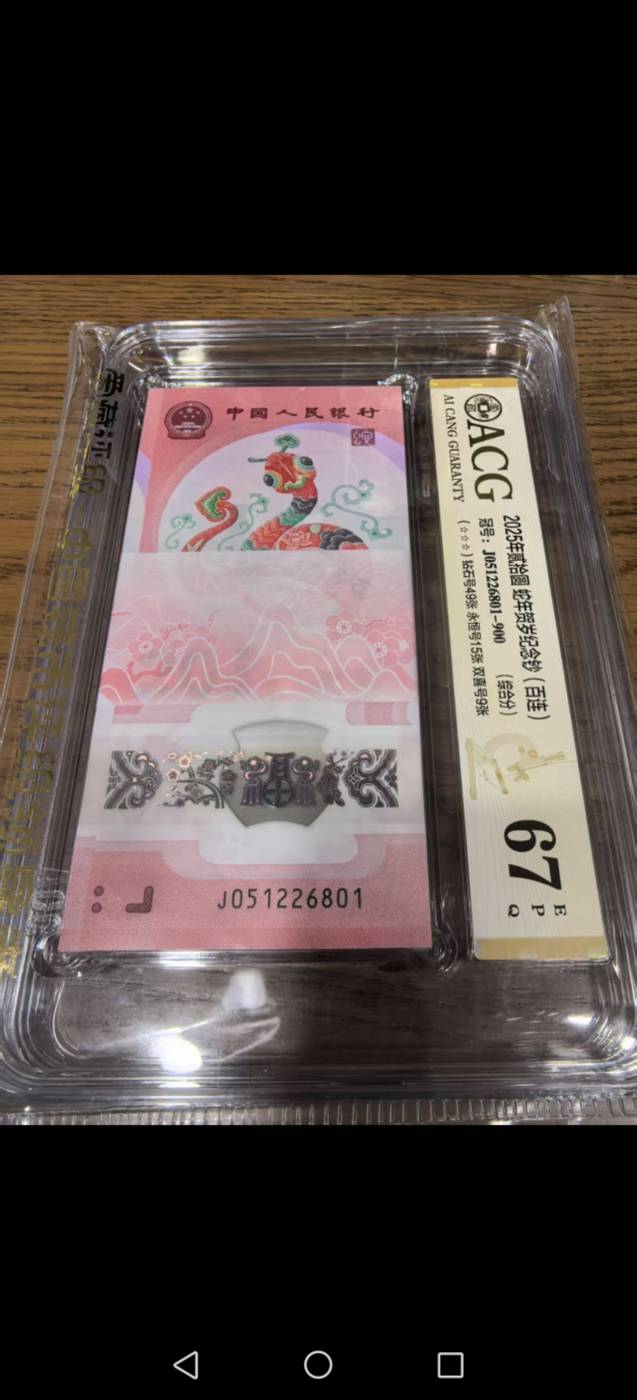 中国人民银行
J051226801
ACG
AI CANG GUARANTY
2025年贰拾圆 蛇年贺岁纪念钞（百连）
冠号：J051226801-900 （综合分）
（☆☆☆）钻石号49张 永恒号15张 双喜号9张
67
E
P
Q